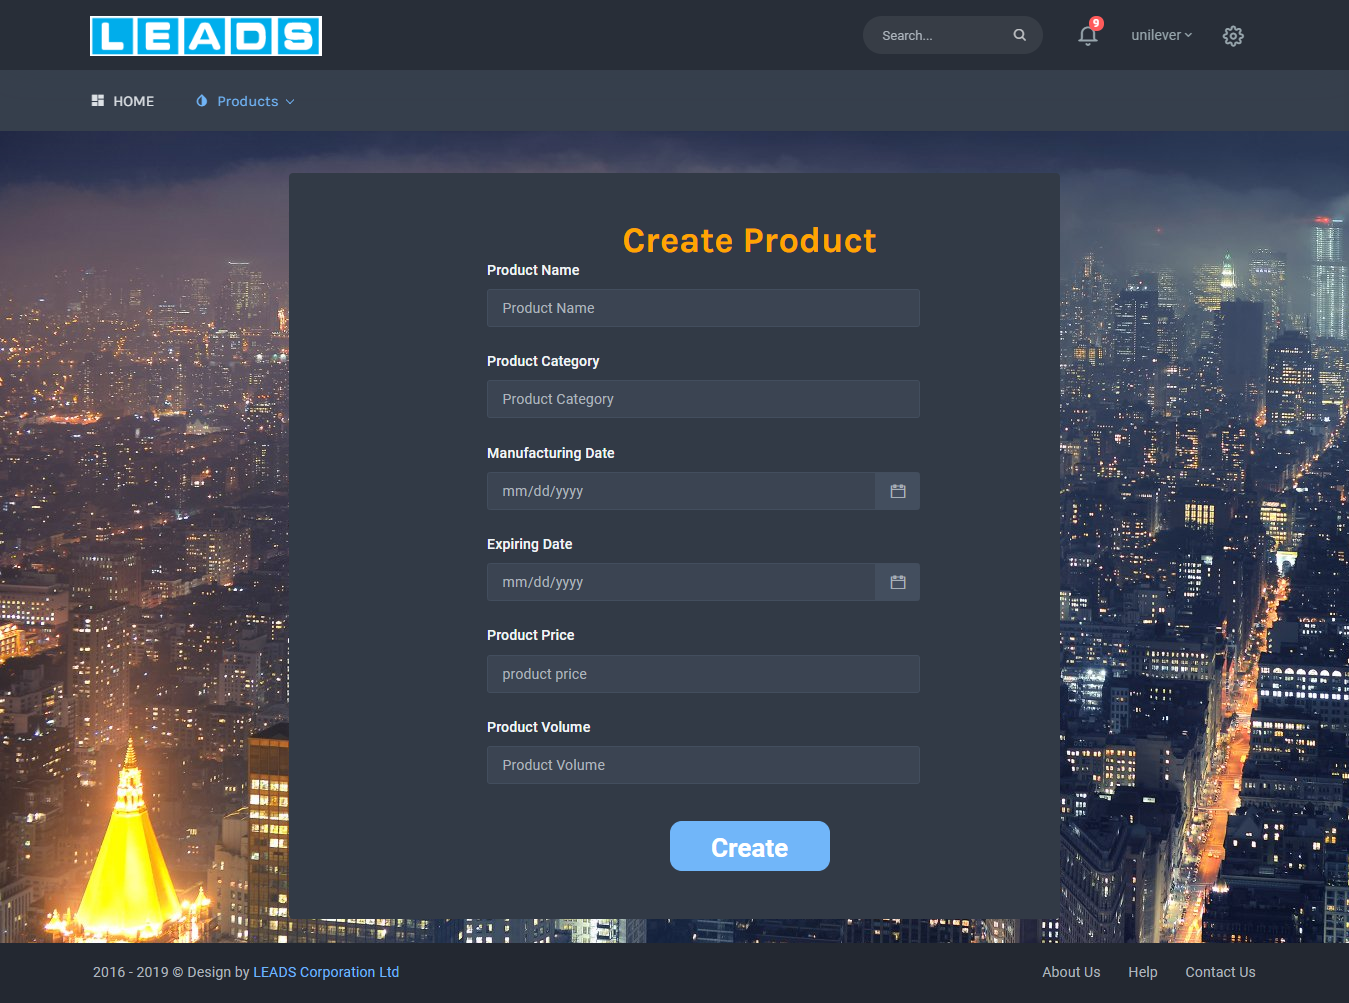 LEADS
Search...
9
unilever
HOME
Products
Create Product
Product Name
Product Name
Product Category
Product Category
Manufacturing Date
mm/dd/yyyy
Expiring Date
mm/dd/yyyy
Product Price
product price
Product Volume
Product Volume
Create
2016 - 2019 © Design by LEADS Corporation Ltd
About Us
Help
Contact Us